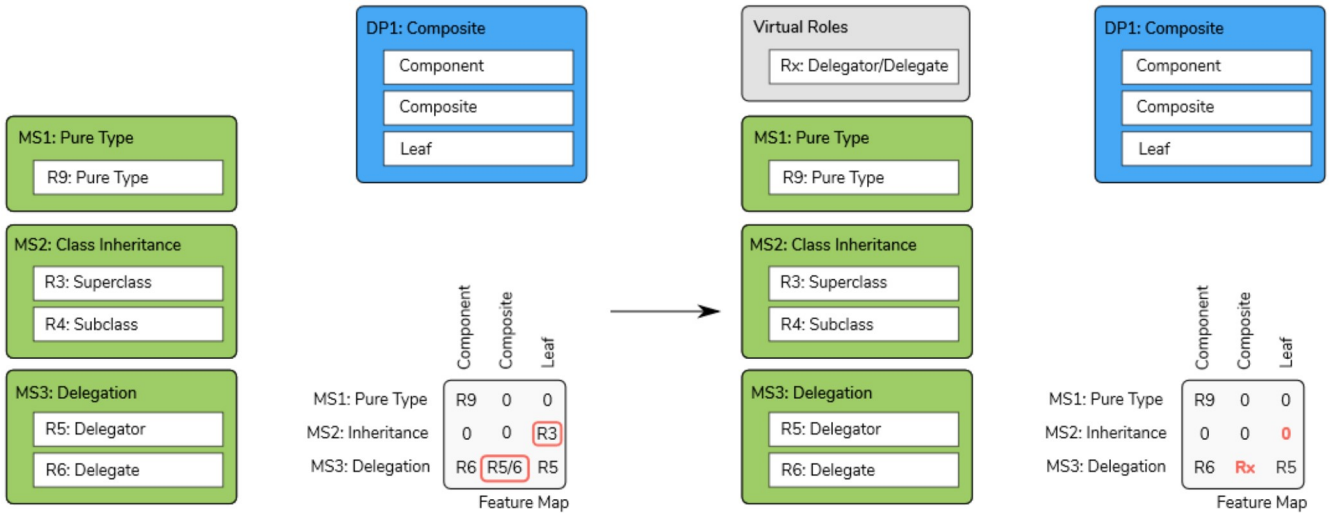 DP1: Composite
Component
Composite
Leaf
MS1: Pure Type
R9: Pure Type
MS2: Class Inheritance
R3: Superclass
R4: Subclass
MS3: Delegation
R5: Delegator
R6: Delegate
Component
Composite
Leaf
MS1: Pure Type R9 0 0
MS2: Inheritance 0 0 R3
MS3: Delegation R6 R5/6 R5
Feature Map
Virtual Roles
Rx: Delegator/Delegate
MS1: Pure Type
R9: Pure Type
MS2: Class Inheritance
R3: Superclass
R4: Subclass
MS3: Delegation
R5: Delegator
R6: Delegate
DP1: Composite
Component
Composite
Leaf
Component
Composite
Leaf
MS1: Pure Type R9 0 0
MS2: Inheritance 0 0 0
MS3: Delegation R6 Rx R5
Feature Map